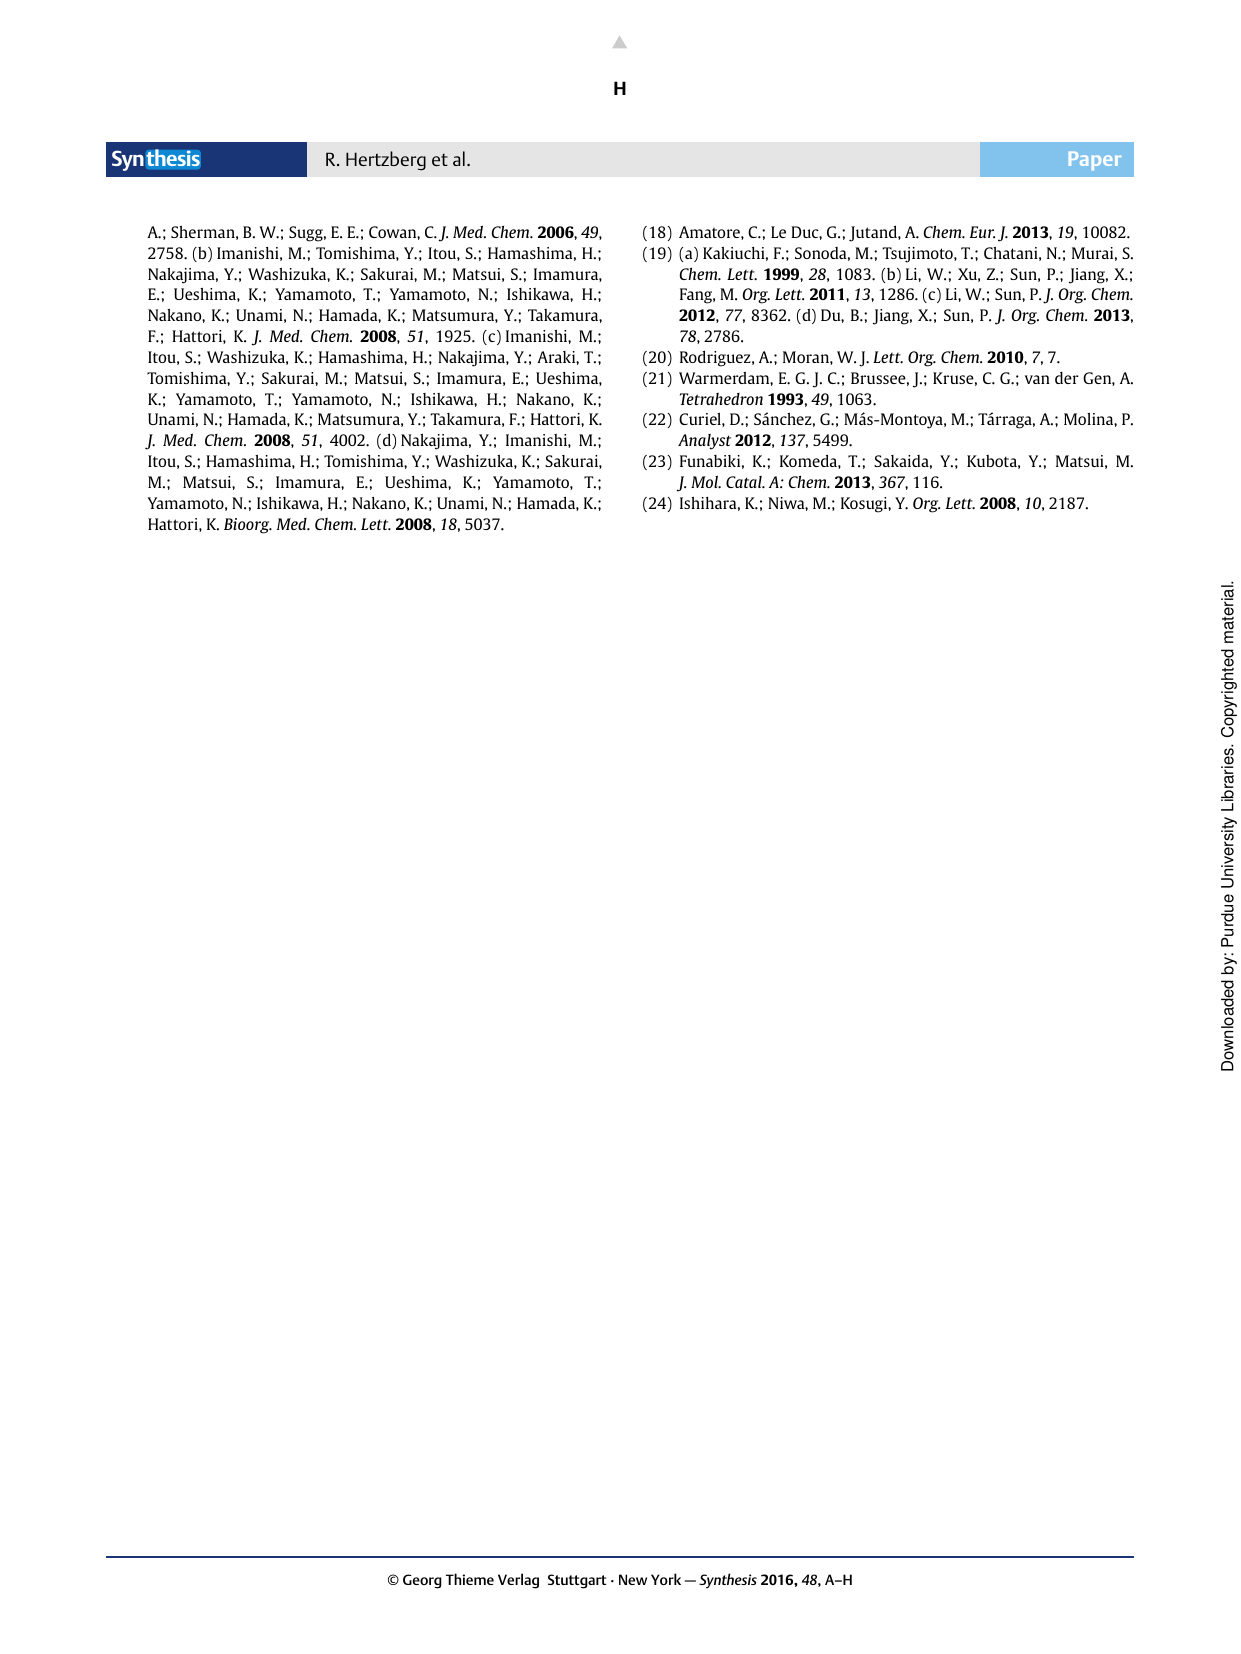 H
Synthesis
R. Hertzberg et al.
Paper
A.; Sherman, B. W.; Sugg, E. E.; Cowan, C. J. Med. Chem. 2006, 49,
2758. (b) Imanishi, M.; Tomishima, Y.; Itou, S.; Hamashima, H.;
Nakajima, Y.; Washizuka, K.; Sakurai, M.; Matsui, S.; Imamura,
E.; Ueshima, K.; Yamamoto, T.; Yamamoto, N.; Ishikawa, H.;
Nakano, K.; Unami, N.; Hamada, K.; Matsumura, Y.; Takamura,
F.; Hattori, K. J. Med. Chem. 2008, 51, 1925. (c) Imanishi, M.;
Itou, S.; Washizuka, K.; Hamashima, H.; Nakajima, Y.; Araki, T.;
Tomishima, Y.; Sakurai, M.; Matsui, S.; Imamura, E.; Ueshima,
K.; Yamamoto, T.; Yamamoto, N.; Ishikawa, H.; Nakano, K.;
Unami, N.; Hamada, K.; Matsumura, Y.; Takamura, F.; Hattori, K.
J. Med. Chem. 2008, 51, 4002. (d) Nakajima, Y.; Imanishi, M.;
Itou, S.; Hamashima, H.; Tomishima, Y.; Washizuka, K.; Sakurai,
M.; Matsui, S.; Imamura, E.; Ueshima, K.; Yamamoto, T.;
Yamamoto, N.; Ishikawa, H.; Nakano, K.; Unami, N.; Hamada, K.;
Hattori, K. Bioorg. Med. Chem. Lett. 2008, 18, 5037.
(18) Amatore, C.; Le Duc, G.; Jutand, A. Chem. Eur. J. 2013, 19, 10082.
(19) (a) Kakiuchi, F.; Sonoda, M.; Tsujimoto, T.; Chatani, N.; Murai, S.
Chem. Lett. 1999, 28, 1083. (b) Li, W.; Xu, Z.; Sun, P.; Jiang, X.;
Fang, M. Org. Lett. 2011, 13, 1286. (c) Li, W.; Sun, P. J. Org. Chem.
2012, 77, 8362. (d) Du, B.; Jiang, X.; Sun, P. J. Org. Chem. 2013,
78, 2786.
(20) Rodriguez, A.; Moran, W. J. Lett. Org. Chem. 2010, 7, 7.
(21) Warmerdam, E. G. J. C.; Brussee, J.; Kruse, C. G.; van der Gen, A.
Tetrahedron 1993, 49, 1063.
(22) Curiel, D.; Sánchez, G.; Más-Montoya, M.; Tárraga, A.; Molina, P.
Analyst 2012, 137, 5499.
(23) Funabiki, K.; Komeda, T.; Sakaida, Y.; Kubota, Y.; Matsui, M.
J. Mol. Catal. A: Chem. 2013, 367, 116.
(24) Ishihara, K.; Niwa, M.; Kosugi, Y. Org. Lett. 2008, 10, 2187.
Downloaded by: Purdue University Libraries. Copyrighted material.
© Georg Thieme Verlag Stuttgart · New York — Synthesis 2016, 48, A–H